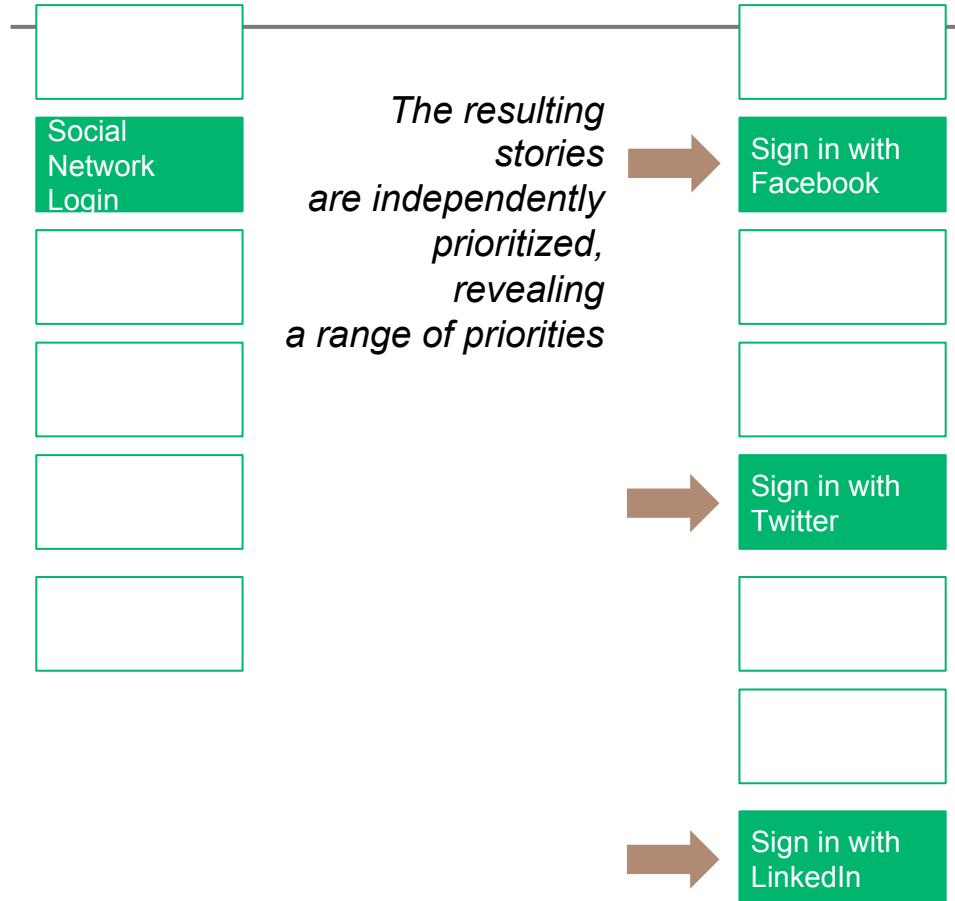 Social
Network
Login
The resulting
stories
are independently
prioritized,
revealing
a range of priorities
Sign in with
Facebook
Sign in with
Twitter
Sign in with
LinkedIn